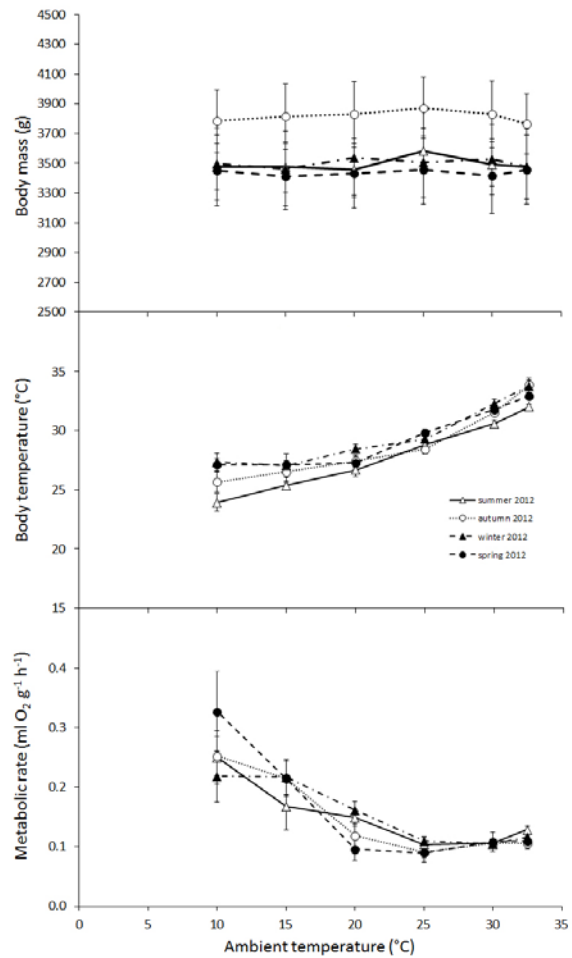 4500
4300
4100
3900
3700
3500
3300
3100
2900
2700
2500
Body mass (g)
35
30
25
20
15
Body temperature (°C)
summer 2012
autumn 2012
winter 2012
spring 2012
0.4
0.3
0.2
0.1
0.0
Metabolic rate (ml O₂ g⁻¹ h⁻¹)
0 5 10 15 20 25 30 35
Ambient temperature (°C)